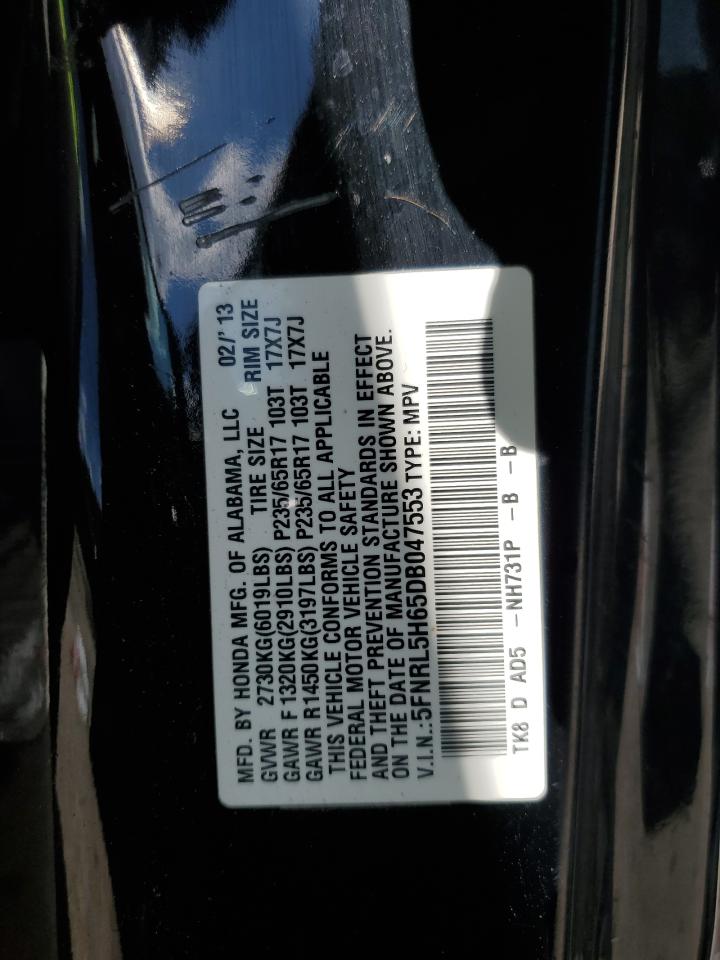 MFD. BY HONDA MFG. OF ALABAMA, LLC 02/' 13
GVWR 2730KG(6019LBS) TIRE SIZE RIM SIZE
GAWR F 1320KG(2910LBS) P235/65R17 103T 17X7J
GAWR R 1450KG(3197LBS) P235/65R17 103T 17X7J
THIS VEHICLE CONFORMS TO ALL APPLICABLE
FEDERAL MOTOR VEHICLE SAFETY
AND THEFT PREVENTION STANDARDS IN EFFECT
ON THE DATE OF MANUFACTURE SHOWN ABOVE.
V.I.N.:5FNRL5H65DB047553 TYPE: MPV
TK8 D AD5 -NH731P -B -B